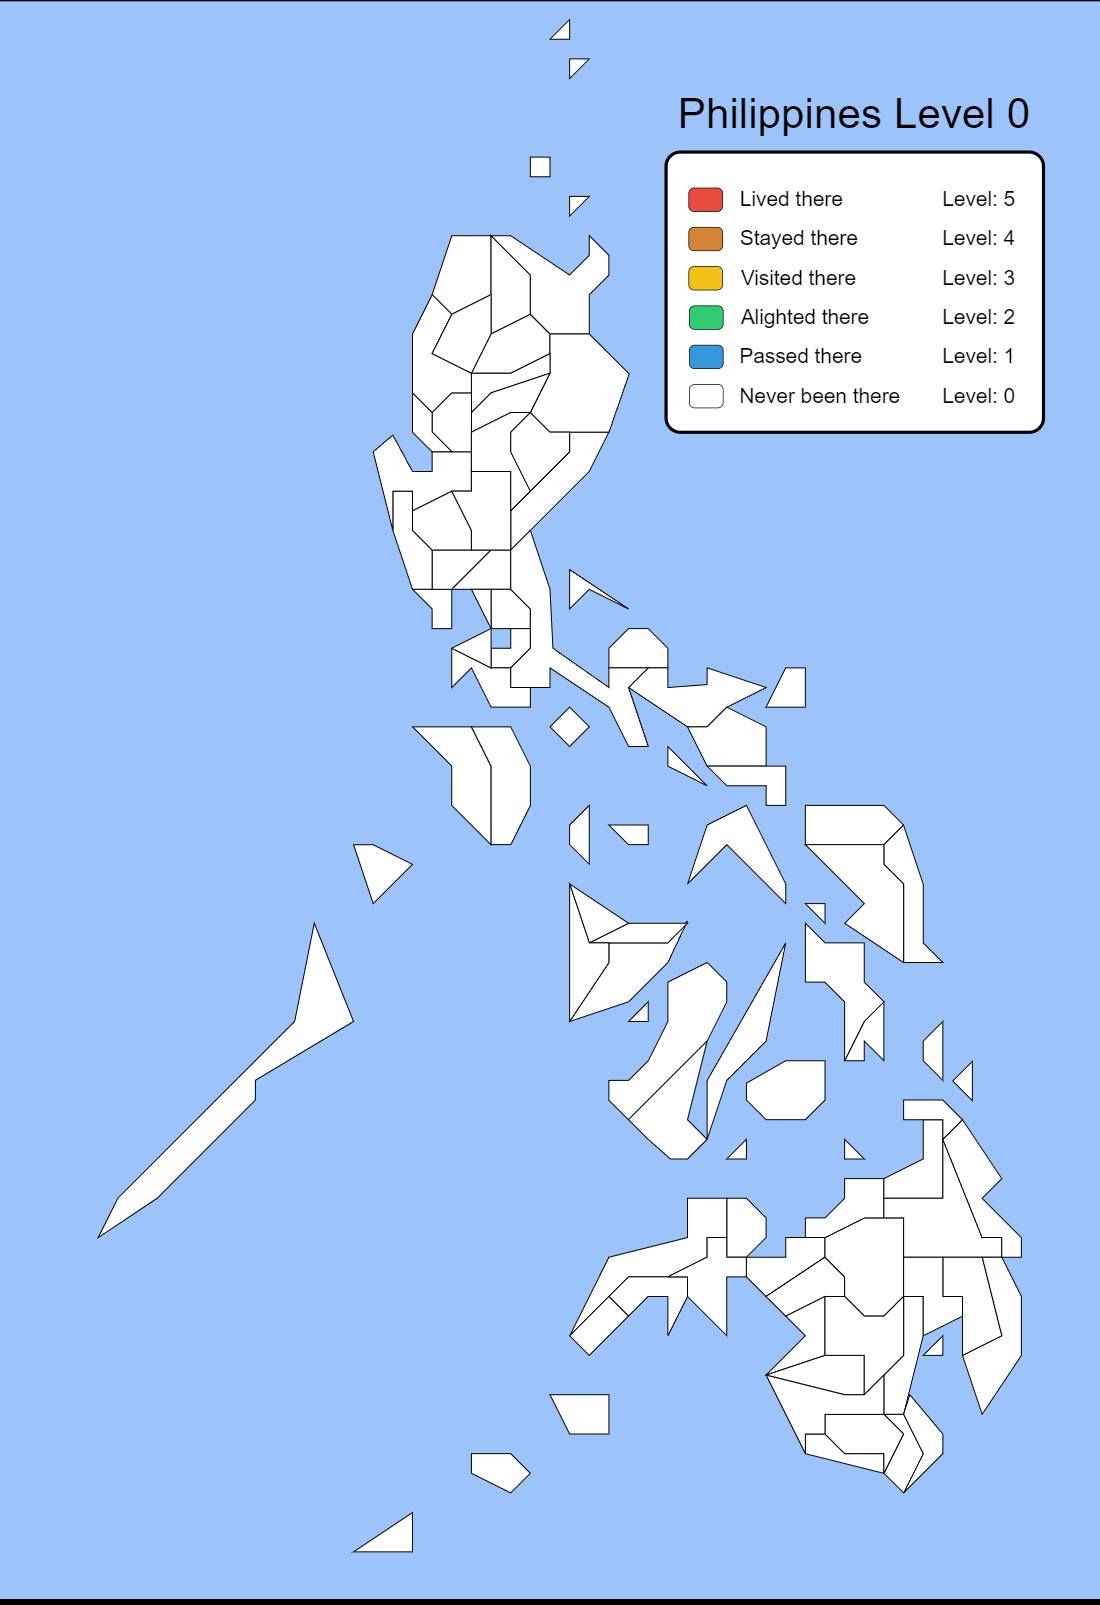 Philippines Level 0
Lived there Level: 5
Stayed there Level: 4
Visited there Level: 3
Alighted there Level: 2
Passed there Level: 1
Never been there Level: 0